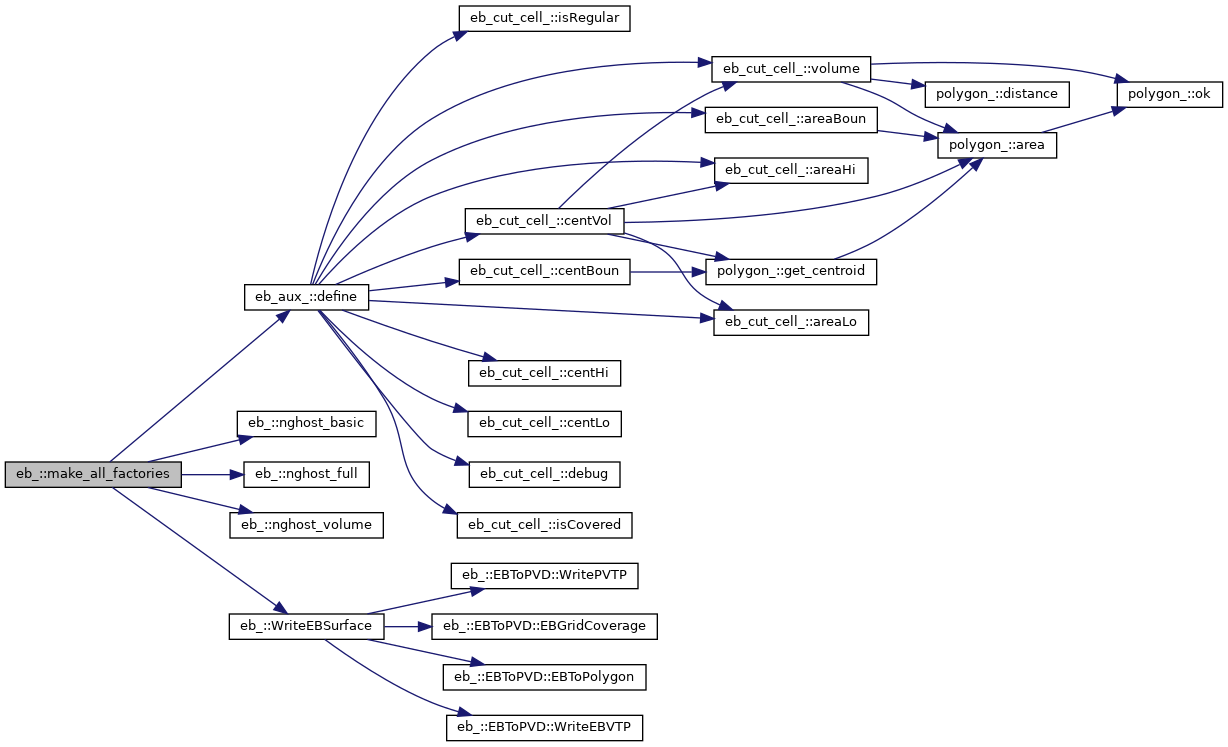 eb_cut_cell_::isRegular
eb_cut_cell_::volume
polygon_::distance
polygon_::ok
eb_cut_cell_::areaBoun
polygon_::area
eb_cut_cell_::areaHi
eb_cut_cell_::centVol
eb_cut_cell_::centBoun
polygon_::get_centroid
eb_aux_::define
eb_cut_cell_::areaLo
eb_cut_cell_::centHi
eb_::nghost_basic
eb_cut_cell_::centLo
eb_::make_all_factories
eb_::nghost_full
eb_cut_cell_::debug
eb_::nghost_volume
eb_cut_cell_::isCovered
eb_::EBToPVD::WritePVTP
eb_::WriteEBSurface
eb_::EBToPVD::EBGridCoverage
eb_::EBToPVD::EBToPolygon
eb_::EBToPVD::WriteEBVTP